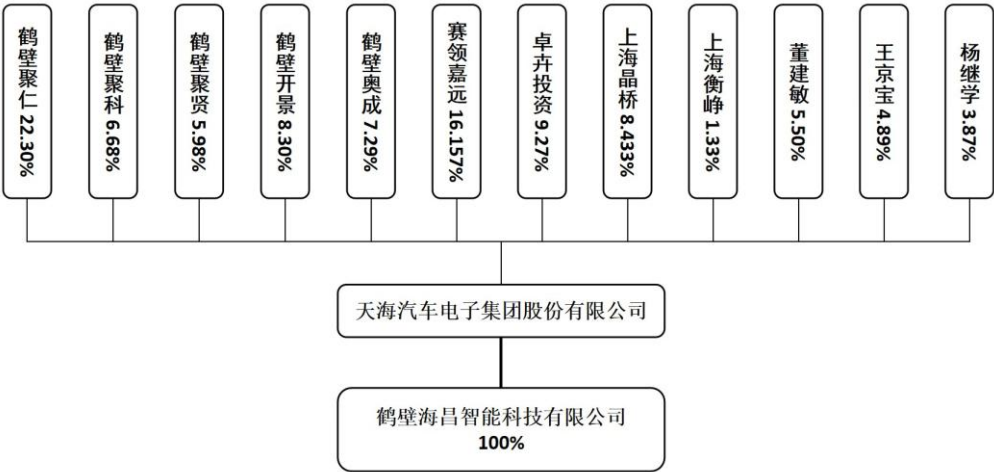 鹤壁聚仁 22.30%
鹤壁聚科 6.68%
鹤壁聚贤 5.98%
鹤壁开景 8.30%
鹤壁奥成 7.29%
赛领嘉远 16.157%
卓卉投资 9.27%
上海晶桥 8.433%
上海衡峥 1.33%
董建敏 5.50%
王京宝 4.89%
杨继学 3.87%
天海汽车电子集团股份有限公司
鹤壁海昌智能科技有限公司
100%